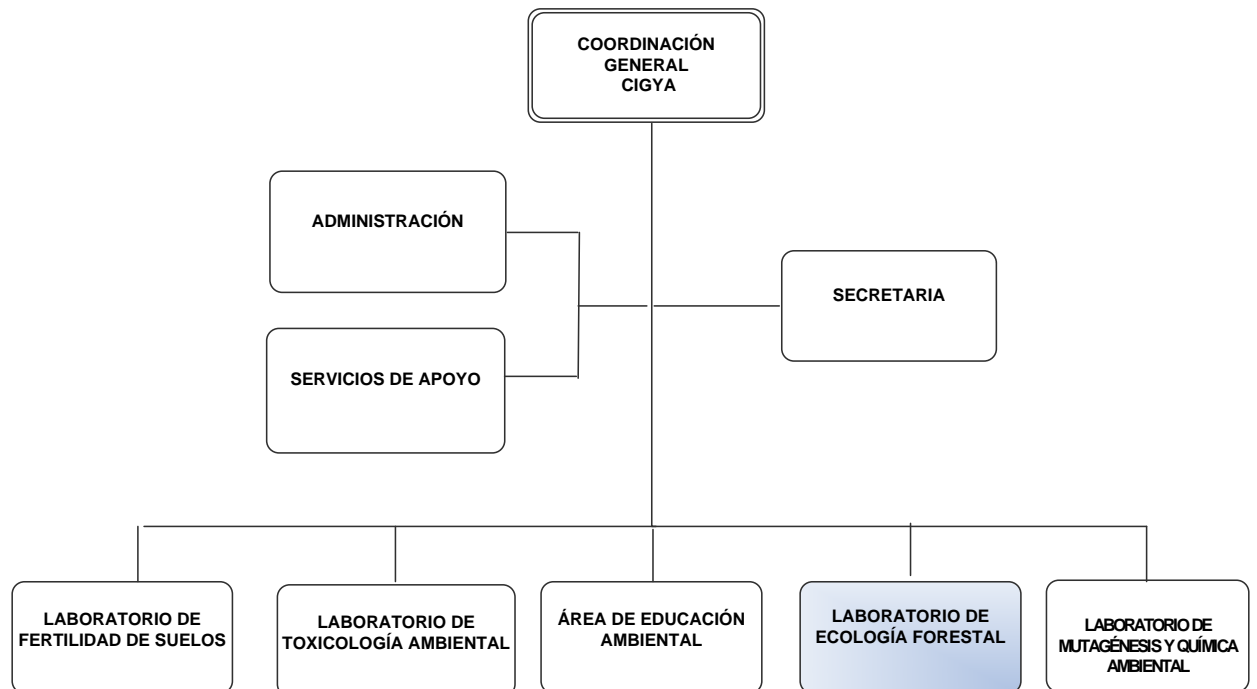 COORDINACIÓN
GENERAL
CIGYA
ADMINISTRACIÓN
SECRETARIA
SERVICIOS DE APOYO
LABORATORIO DE
FERTILIDAD DE SUELOS
LABORATORIO DE
TOXICOLOGÍA AMBIENTAL
ÁREA DE EDUCACIÓN
AMBIENTAL
LABORATORIO DE
ECOLOGÍA FORESTAL
LABORATORIO DE
MUTAGÉNESIS Y QUÍMICA
AMBIENTAL